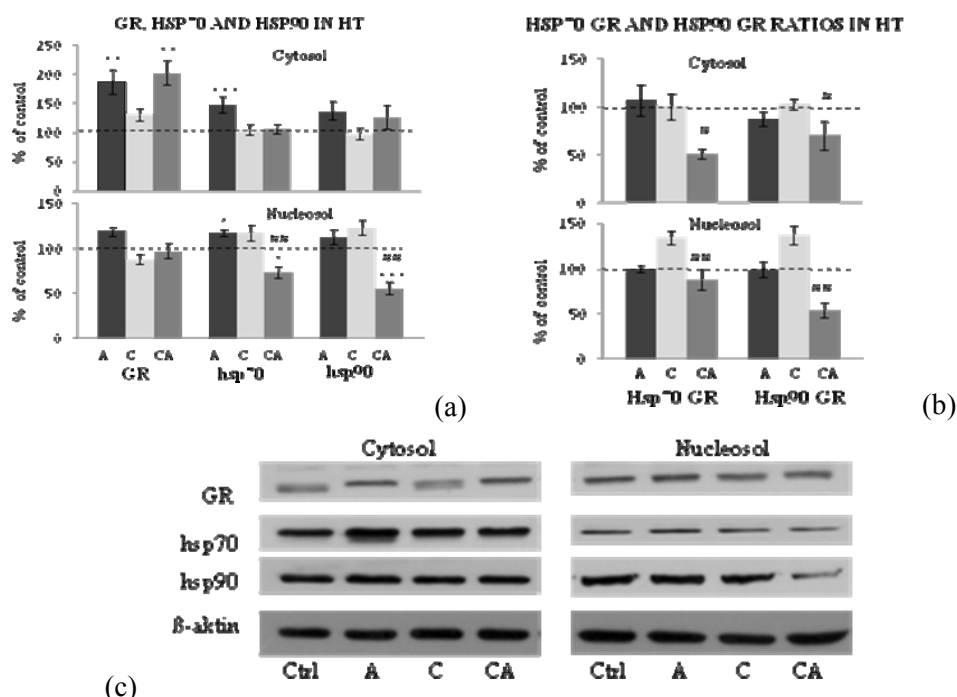 GR, HSP70 AND HSP90 IN HT
Cytosol
% of control
250
200
150
100
50
0
Nucleosol
% of control
150
100
50
0
A C CA A C CA A C CA
GR hsp70 hsp90
(a)
HSP70 GR AND HSP90 GR RATIOS IN HT
Cytosol
% of control
150
100
50
0
Nucleosol
% of control
150
100
50
0
A C CA A C CA
Hsp70 GR Hsp90 GR
(b)
Cytosol Nucleosol
GR
hsp70
hsp90
ß-aktin
Ctrl A C CA Ctrl A C CA
(c)